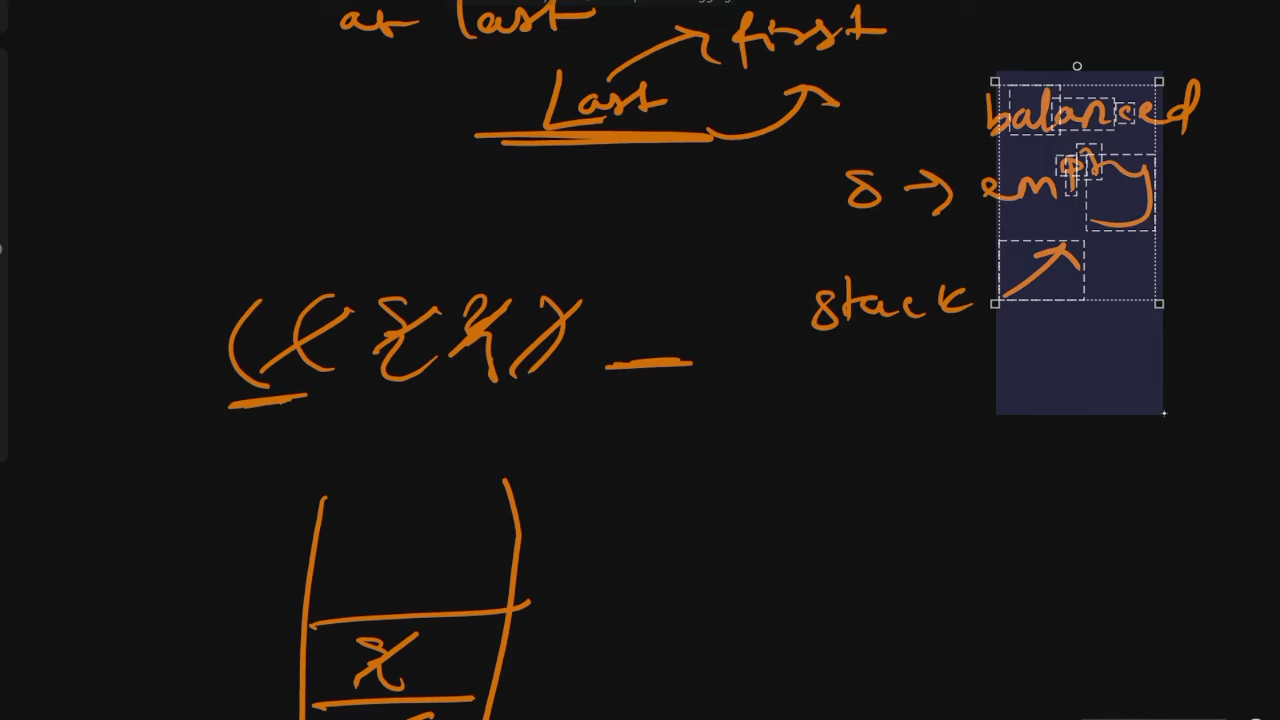 at last
Last → first
balanced
S → empty
stack
( ( { } )
{